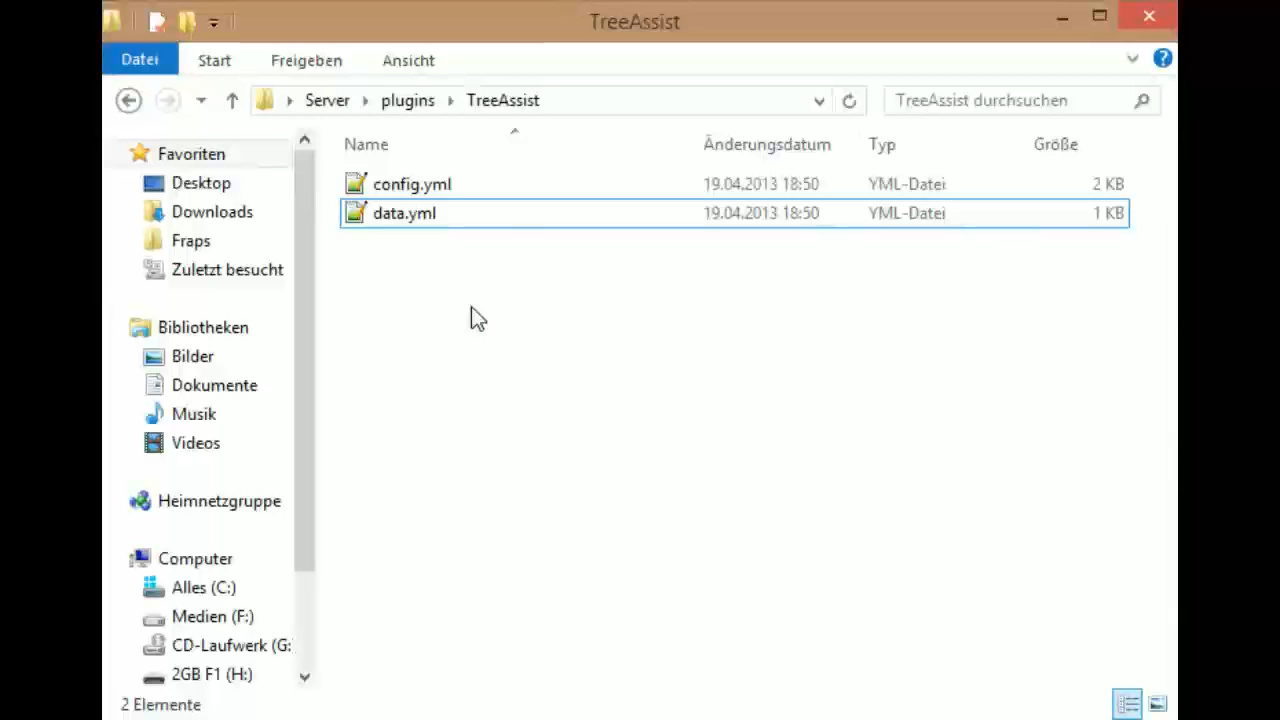 TreeAssist
Datei Start Freigeben Ansicht
Server plugins TreeAssist TreeAssist durchsuchen
Name Änderungsdatum Typ Größe
config.yml 19.04.2013 18:50 YML-Datei 2 KB
data.yml 19.04.2013 18:50 YML-Datei 1 KB
Favoriten
Desktop
Downloads
Fraps
Zuletzt besucht
Bibliotheken
Bilder
Dokumente
Musik
Videos
Heimnetzgruppe
Computer
Alles (C:)
Medien (F:)
CD-Laufwerk (G:
2GB F1 (H:)
2 Elemente